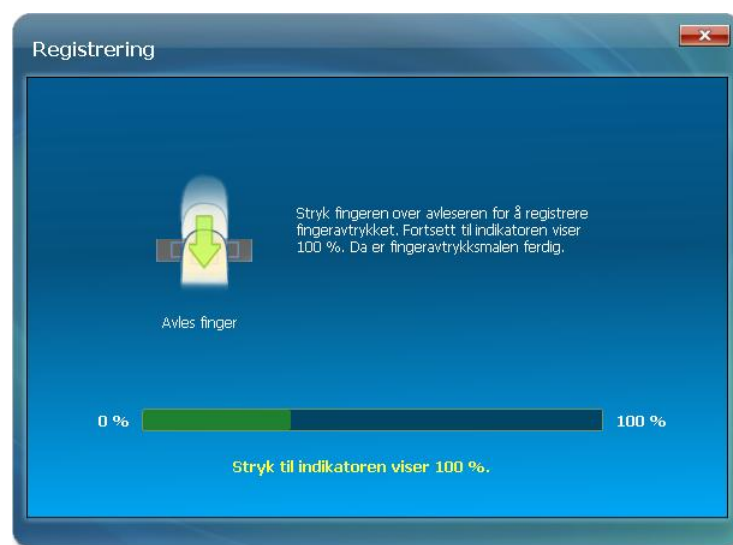 Registrering
Stryk fingeren over avleseren for å registrere
fingeravtrykket. Fortsett til indikatoren viser
100 %. Da er fingeravtrykksmalen ferdig.
Avles finger
0 %
100 %
Stryk til indikatoren viser 100 %.